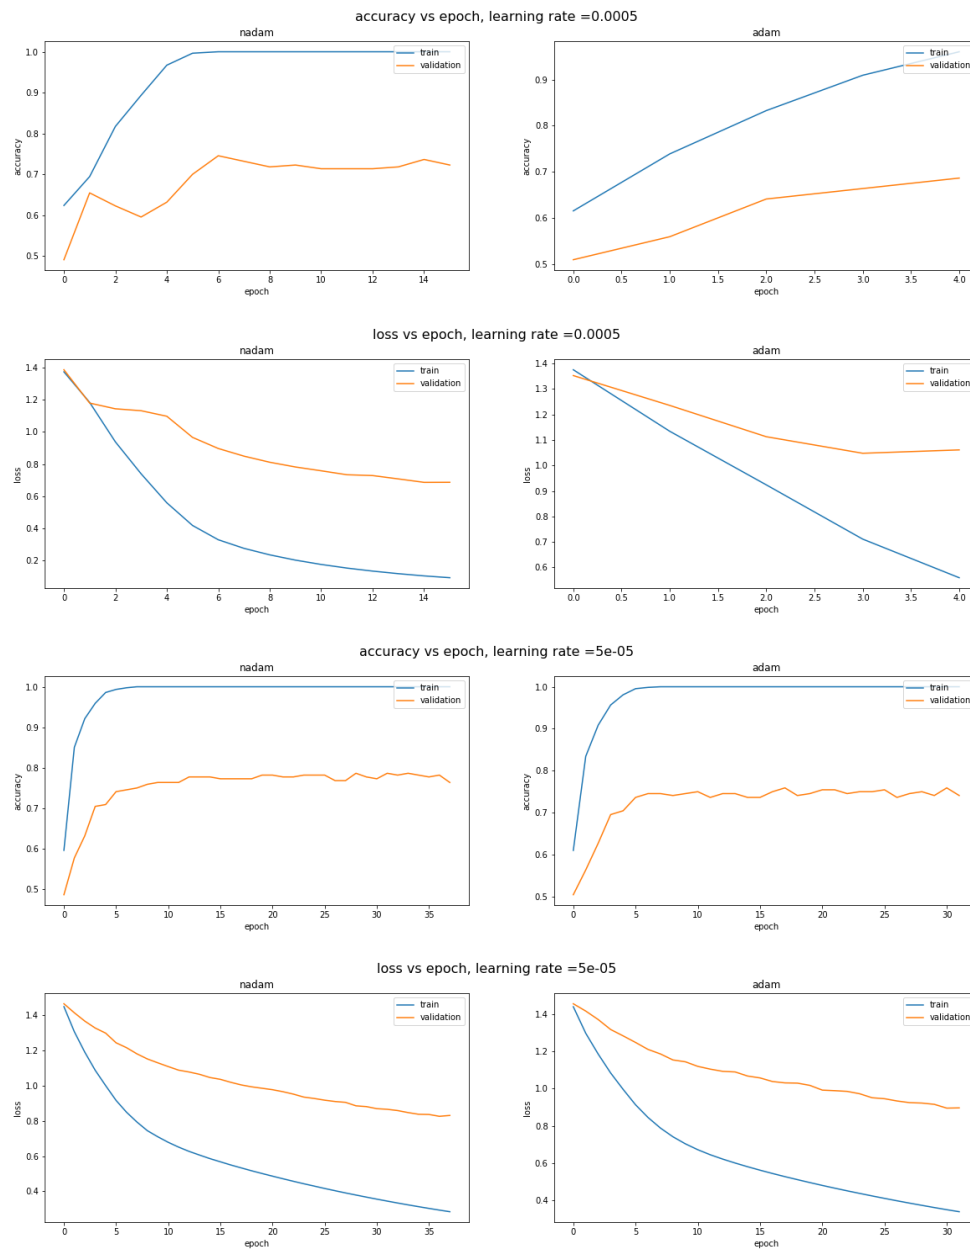 accuracy vs epoch, learning rate =0.0005
nadam
adam
train
validation
train
validation
accuracy
accuracy
1.0
0.9
0.8
0.7
0.6
0.5
0.9
0.8
0.7
0.6
0.5
0 2 4 6 8 10 12 14
0.0 0.5 1.0 1.5 2.0 2.5 3.0 3.5 4.0
epoch
epoch
loss vs epoch, learning rate =0.0005
nadam
adam
train
validation
train
validation
loss
loss
1.4
1.2
1.0
0.8
0.6
0.4
0.2
1.4
1.3
1.2
1.1
1.0
0.9
0.8
0.7
0.6
0 2 4 6 8 10 12 14
0.0 0.5 1.0 1.5 2.0 2.5 3.0 3.5 4.0
epoch
epoch
accuracy vs epoch, learning rate =5e-05
nadam
adam
train
validation
train
validation
accuracy
accuracy
1.0
0.9
0.8
0.7
0.6
0.5
1.0
0.9
0.8
0.7
0.6
0.5
0 5 10 15 20 25 30 35
0 5 10 15 20 25 30
epoch
epoch
loss vs epoch, learning rate =5e-05
nadam
adam
train
validation
train
validation
loss
loss
1.4
1.2
1.0
0.8
0.6
0.4
1.4
1.2
1.0
0.8
0.6
0.4
0 5 10 15 20 25 30 35
0 5 10 15 20 25 30
epoch
epoch